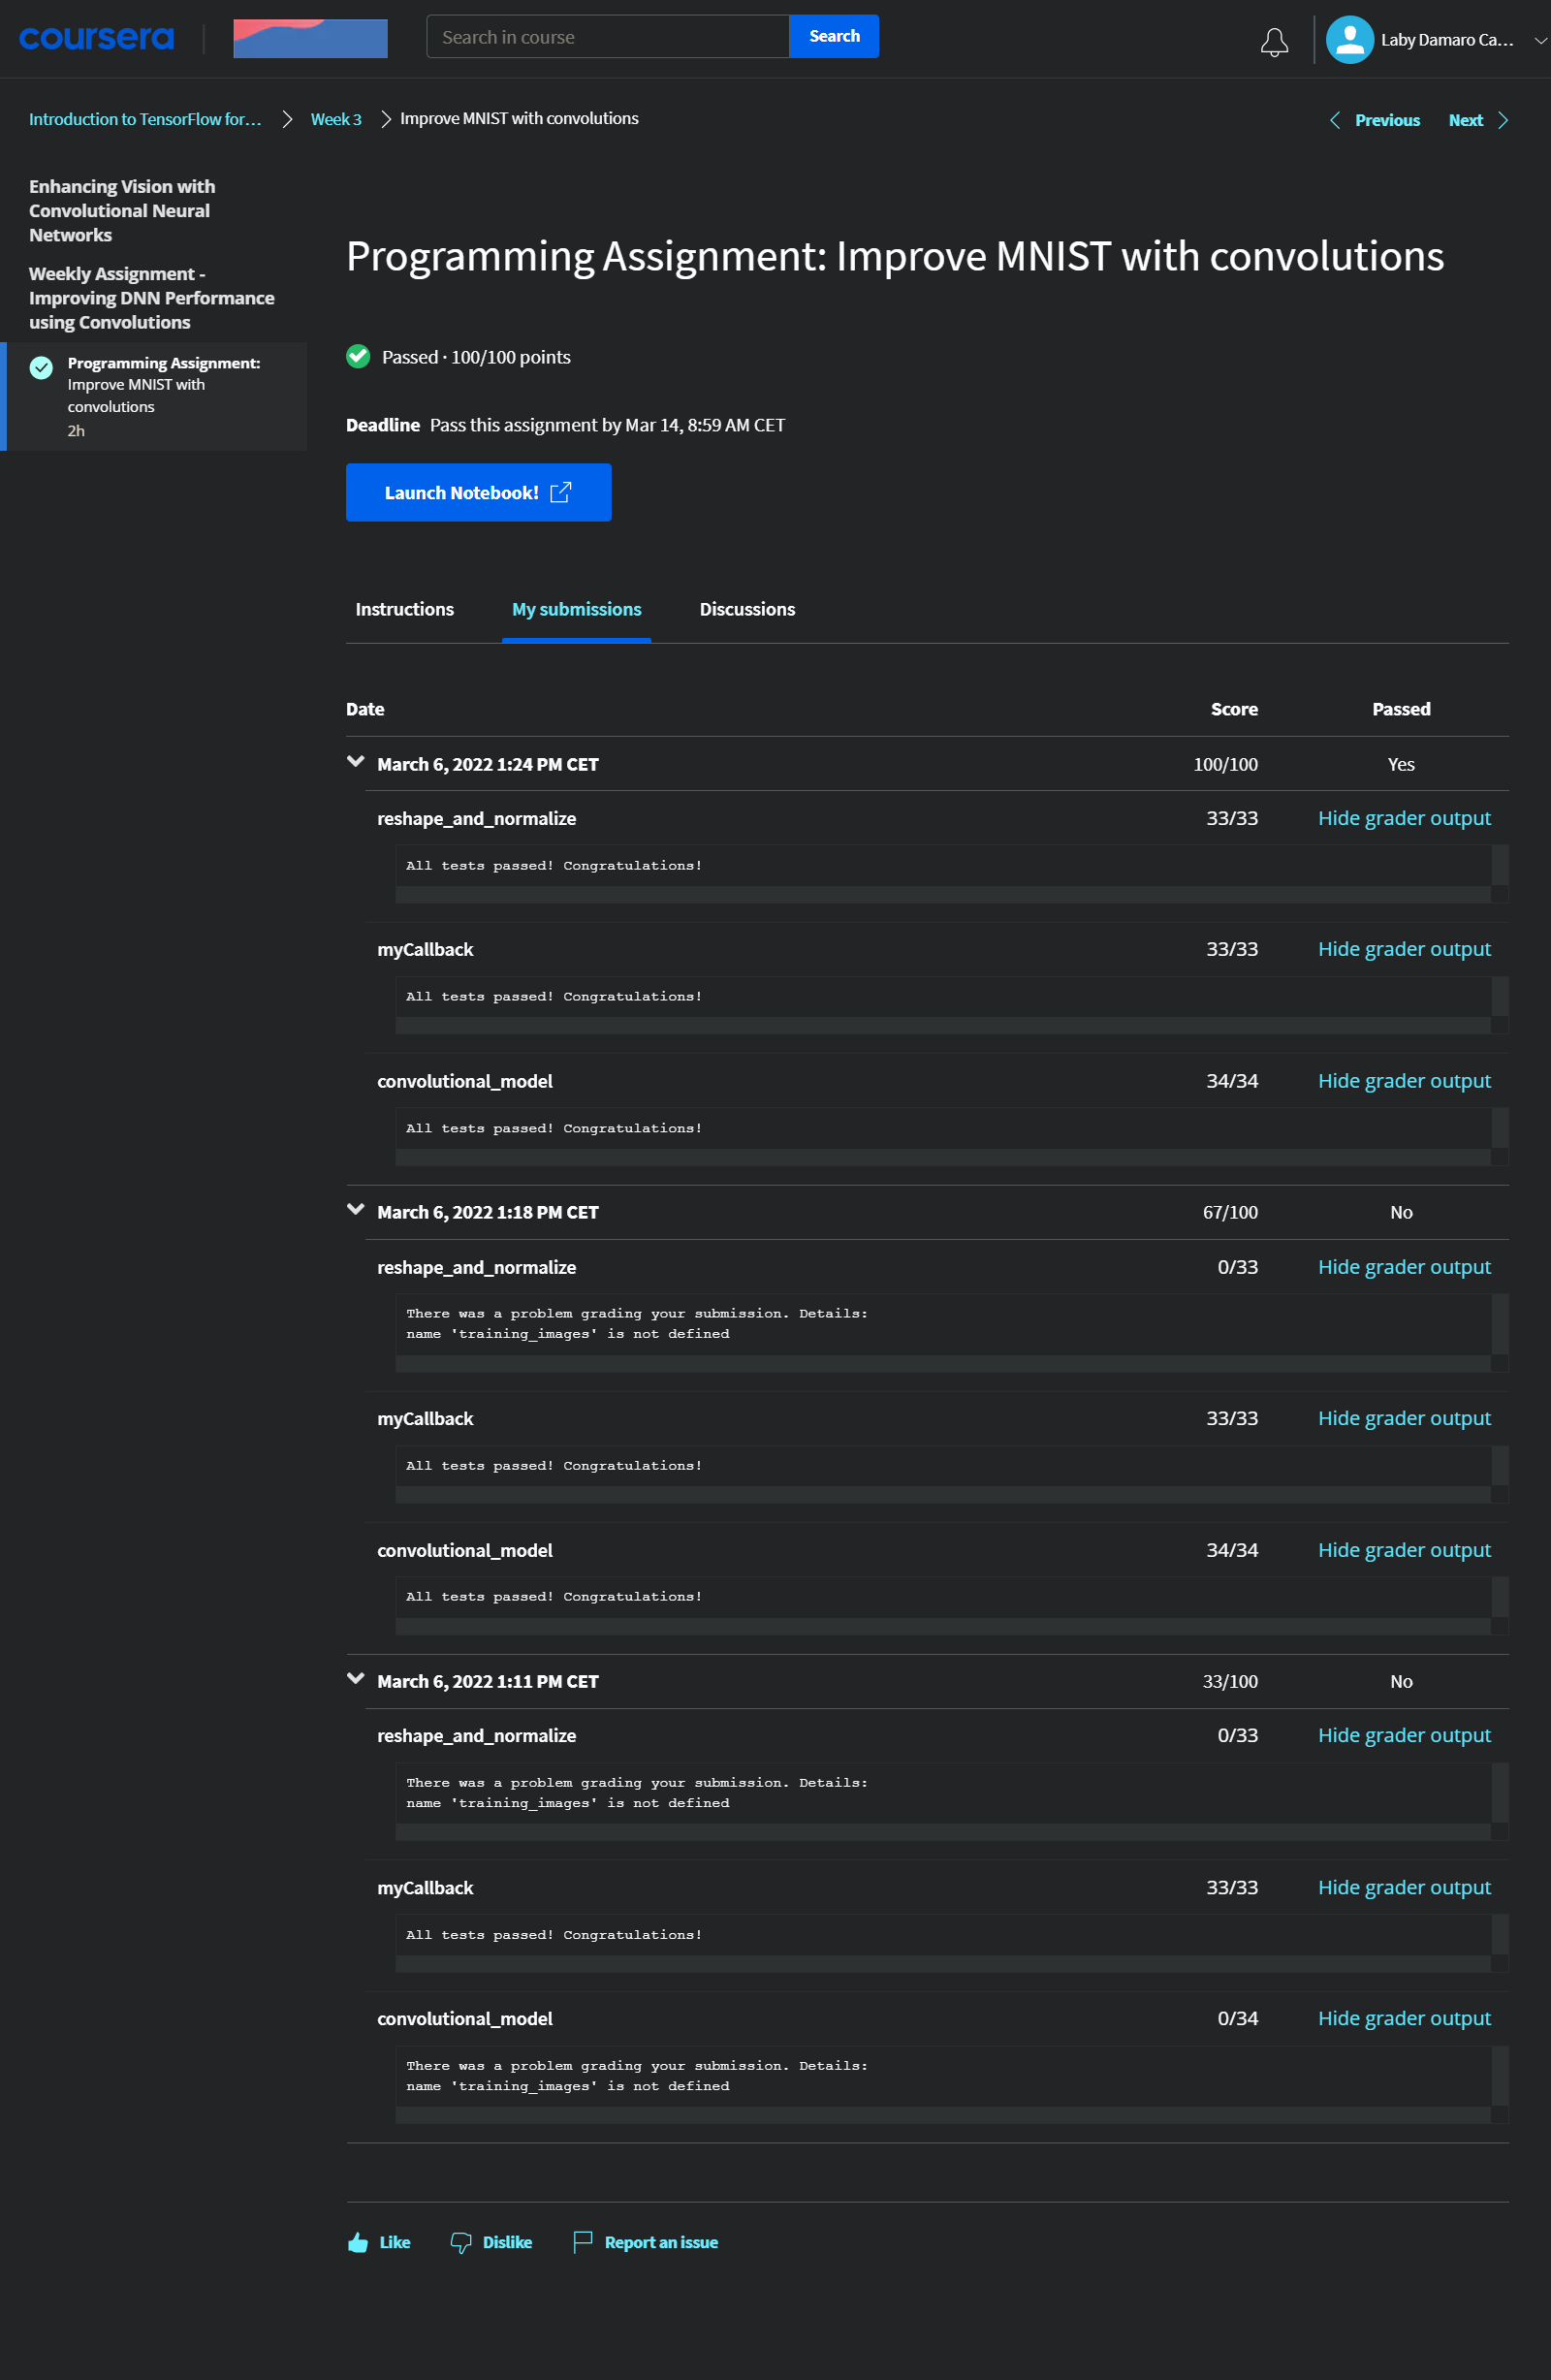 coursera
Search in course
Search
Laby Damaro Ca...
Introduction to TensorFlow for...
Week 3
Improve MNIST with convolutions
Previous
Next
Enhancing Vision with
Convolutional Neural
Networks
Weekly Assignment -
Improving DNN Performance
using Convolutions
Programming Assignment:
Improve MNIST with
convolutions
2h
Programming Assignment: Improve MNIST with convolutions
Passed · 100/100 points
Deadline Pass this assignment by Mar 14, 8:59 AM CET
Launch Notebook!
Instructions My submissions Discussions
Date Score Passed
March 6, 2022 1:24 PM CET 100/100 Yes
reshape_and_normalize 33/33 Hide grader output
All tests passed! Congratulations!
myCallback 33/33 Hide grader output
All tests passed! Congratulations!
convolutional_model 34/34 Hide grader output
All tests passed! Congratulations!
March 6, 2022 1:18 PM CET 67/100 No
reshape_and_normalize 0/33 Hide grader output
There was a problem grading your submission. Details:
name 'training_images' is not defined
myCallback 33/33 Hide grader output
All tests passed! Congratulations!
convolutional_model 34/34 Hide grader output
All tests passed! Congratulations!
March 6, 2022 1:11 PM CET 33/100 No
reshape_and_normalize 0/33 Hide grader output
There was a problem grading your submission. Details:
name 'training_images' is not defined
myCallback 33/33 Hide grader output
All tests passed! Congratulations!
convolutional_model 0/34 Hide grader output
There was a problem grading your submission. Details:
name 'training_images' is not defined
Like Dislike Report an issue